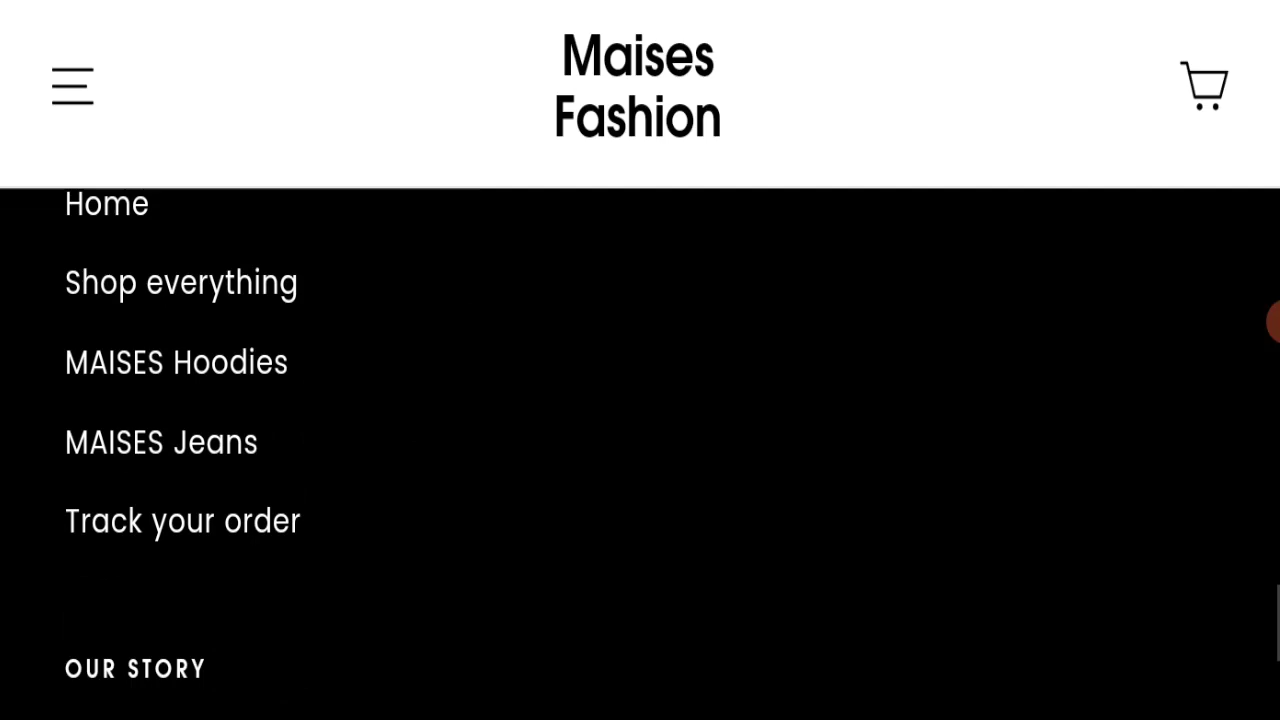 Maises
Fashion
Home
Shop everything
MAISES Hoodies
MAISES Jeans
Track your order
OUR STORY